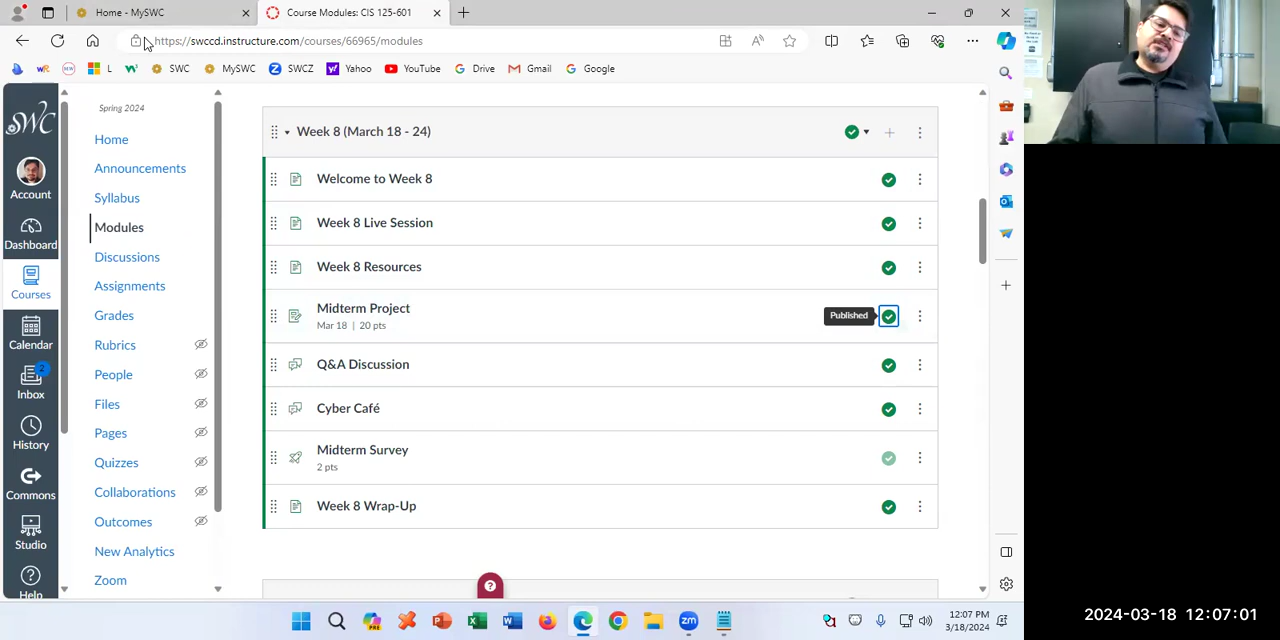 Home - MySWC
Course Modules: CIS 125-601
https://swccd.instructure.com/courses/66965/modules
L
SWC
MySWC
SWCZ
Yahoo
YouTube
Drive
Gmail
Google
SWC
Account
Dashboard
Courses
Calendar
2
Inbox
History
Commons
Studio
Help
Spring 2024
Home
Announcements
Syllabus
Modules
Discussions
Assignments
Grades
Rubrics
People
Files
Pages
Quizzes
Collaborations
Outcomes
New Analytics
Zoom
Week 8 (March 18 - 24)
Welcome to Week 8
Week 8 Live Session
Week 8 Resources
Midterm Project
Mar 18 | 20 pts
Published
Q&A Discussion
Cyber Café
Midterm Survey
2 pts
Week 8 Wrap-Up
12:07 PM
3/18/2024
2024-03-18 12:07:01